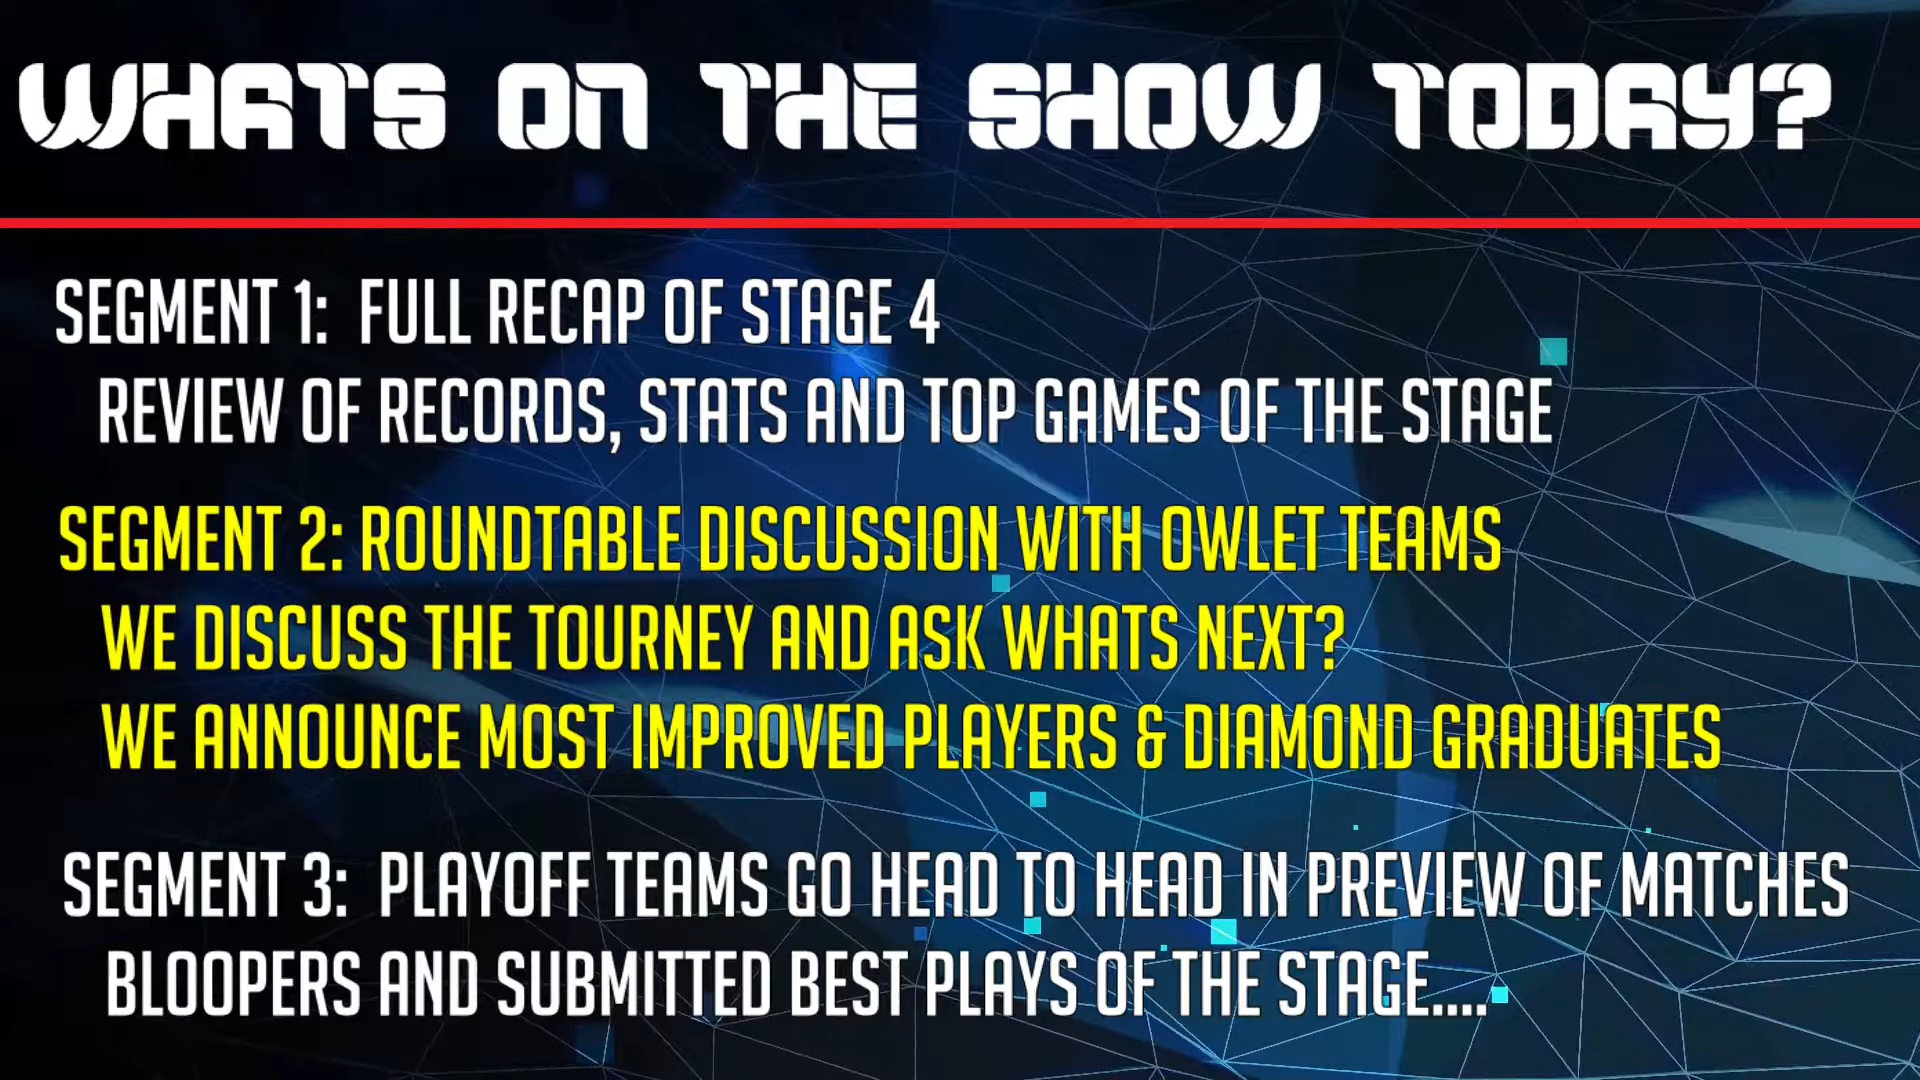 WHATS ON THE SHOW TODAY?
SEGMENT 1: FULL RECAP OF STAGE 4
REVIEW OF RECORDS, STATS AND TOP GAMES OF THE STAGE
SEGMENT 2: ROUNDTABLE DISCUSSION WITH OWLET TEAMS
WE DISCUSS THE TOURNEY AND ASK WHATS NEXT?
WE ANNOUNCE MOST IMPROVED PLAYERS & DIAMOND GRADUATES
SEGMENT 3: PLAYOFF TEAMS GO HEAD TO HEAD IN PREVIEW OF MATCHES
BLOOPERS AND SUBMITTED BEST PLAYS OF THE STAGE....